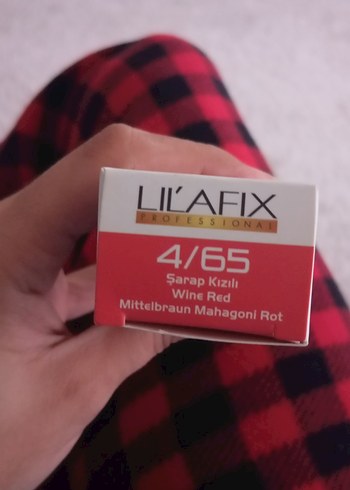 LIL'AFIX
PROFESSIONAL
4/65
Şarap Kızılı
Wine Red
Mittelbraun Mahagoni Rot